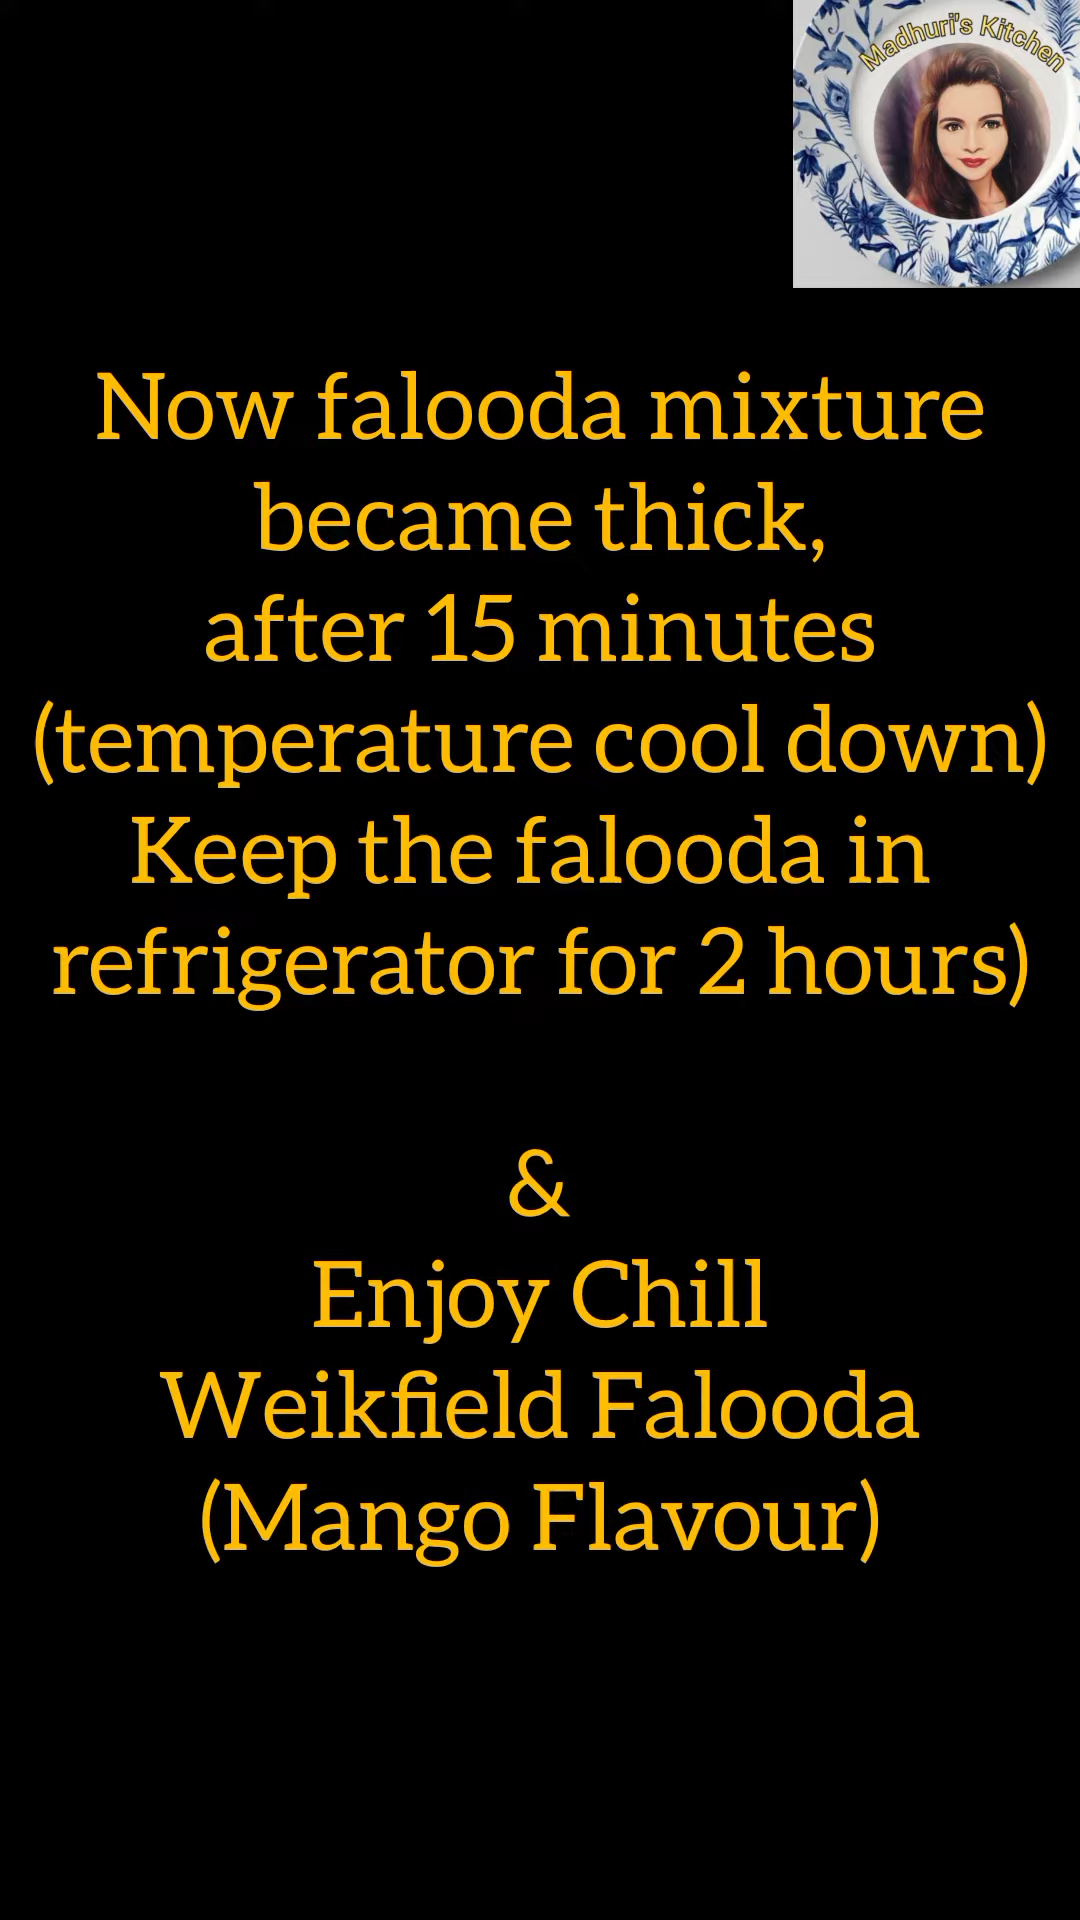 Madhuri's Kitchen
Now falooda mixture
became thick,
after 15 minutes
(temperature cool down)
Keep the falooda in
refrigerator for 2 hours)
&
Enjoy Chill
Weikfield Falooda
(Mango Flavour)